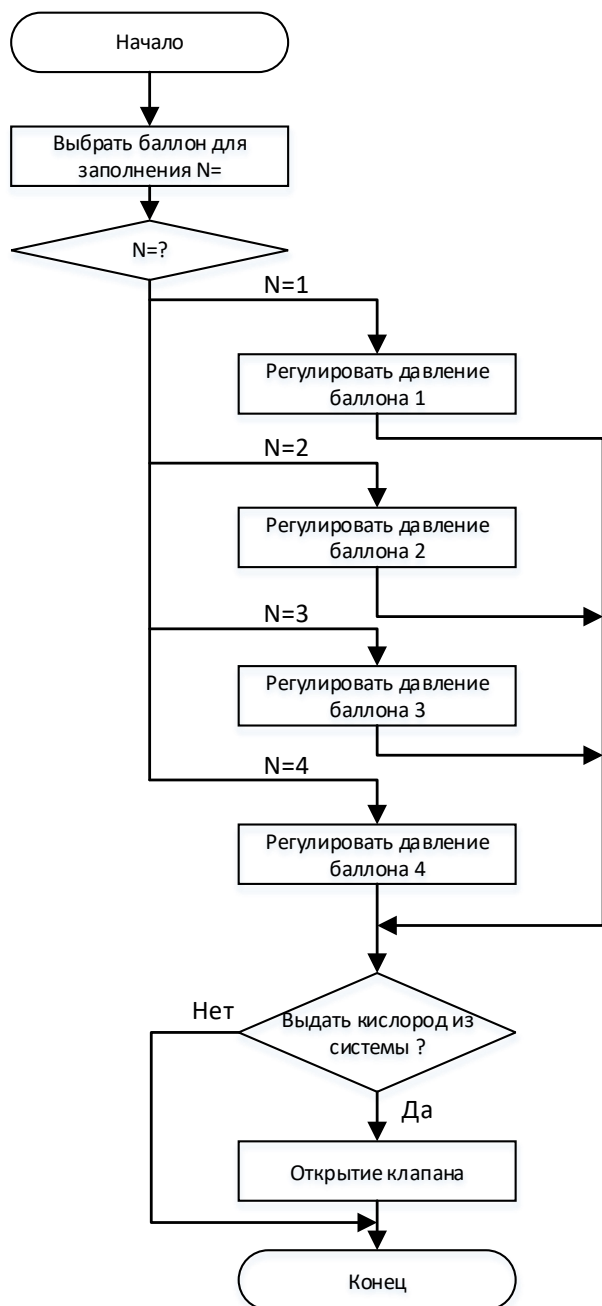 Начало
Выбрать баллон для
заполнения N=
N=?
N=1
Регулировать давление
баллона 1
N=2
Регулировать давление
баллона 2
N=3
Регулировать давление
баллона 3
N=4
Регулировать давление
баллона 4
Нет
Выдать кислород из
системы ?
Да
Открытие клапана
Конец